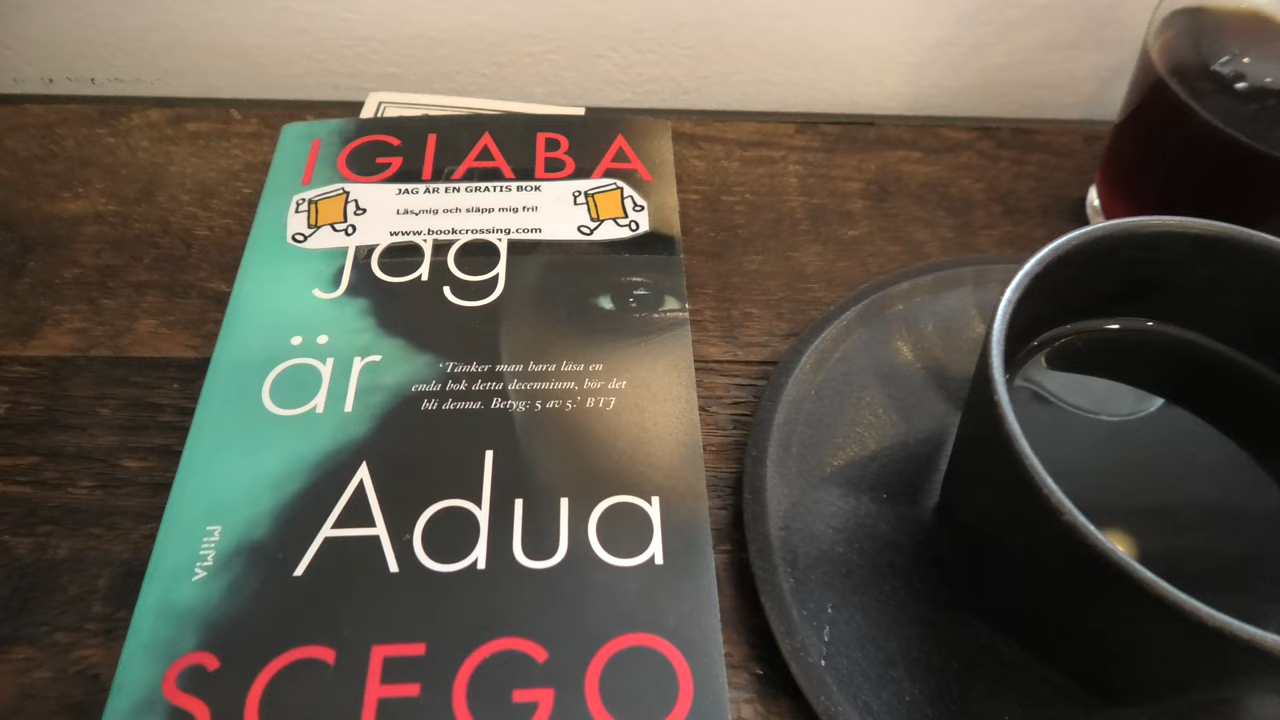 IGIABA
JAG ÄR EN GRATIS BOK
Läs mig och släpp mig fri!
www.bookcrossing.com
Jag
är
'Tänker man bara läsa en
enda bok detta decennium, bör det
bli denna. Betyg: 5 av 5.' BTJ
Adua
SCEGO